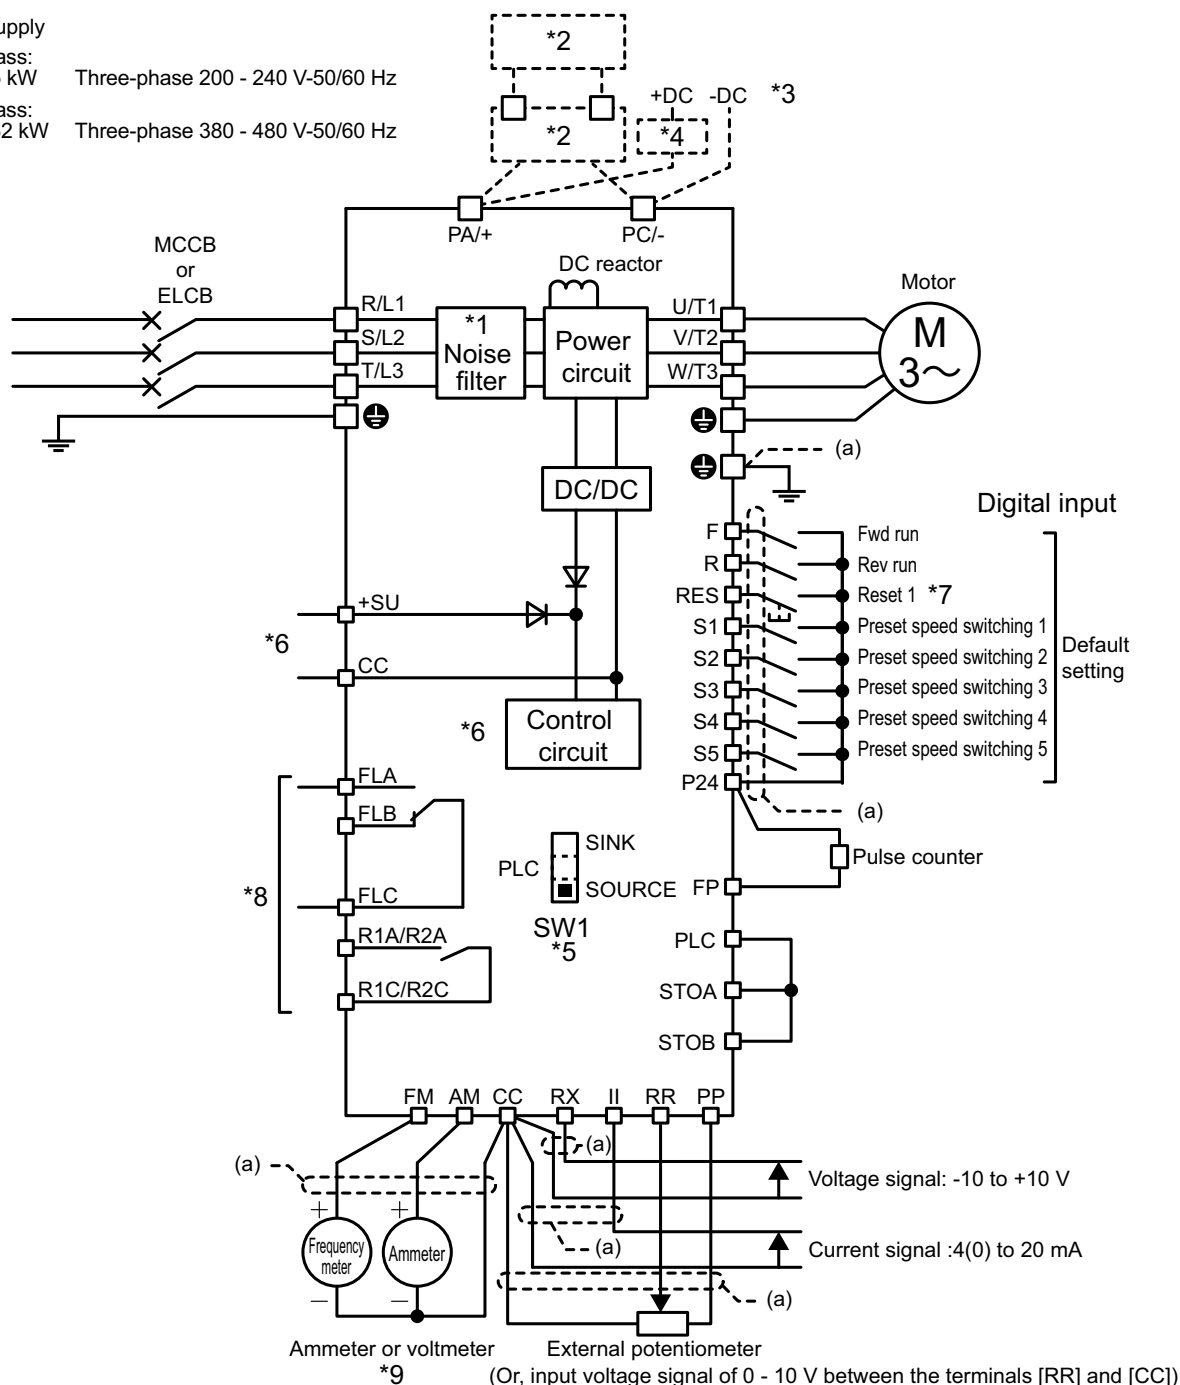 upply
ass:
kW Three-phase 200 - 240 V-50/60 Hz
ass:
2 kW Three-phase 380 - 480 V-50/60 Hz
*2
*2
+DC -DC *3
*4
PA/+ PC/-
DC reactor
MCCB
or
ELCB
R/L1
S/L2
T/L3
*1
Noise
filter
Power
circuit
U/T1
V/T2
W/T3
Motor
M
3～
(a)
DC/DC
Digital input
F Fwd run
R Rev run
RES Reset 1 *7
S1 Preset speed switching 1
S2 Preset speed switching 2
S3 Preset speed switching 3
S4 Preset speed switching 4
S5 Preset speed switching 5
P24
Default
setting
(a)
+SU
*6
CC
*6
Control
circuit
FLA
FLB
FLC
*8
R1A/R2A
R1C/R2C
SINK
PLC
SOURCE
SW1
*5
FP
Pulse counter
PLC
STOA
STOB
FM AM CC RX II RR PP
(a)
(a)
Voltage signal: -10 to +10 V
+ +
Frequency
meter
Ammeter
— —
(a)
Current signal :4(0) to 20 mA
(a)
Ammeter or voltmeter
*9
External potentiometer
(Or, input voltage signal of 0 - 10 V between the terminals [RR] and [CC])